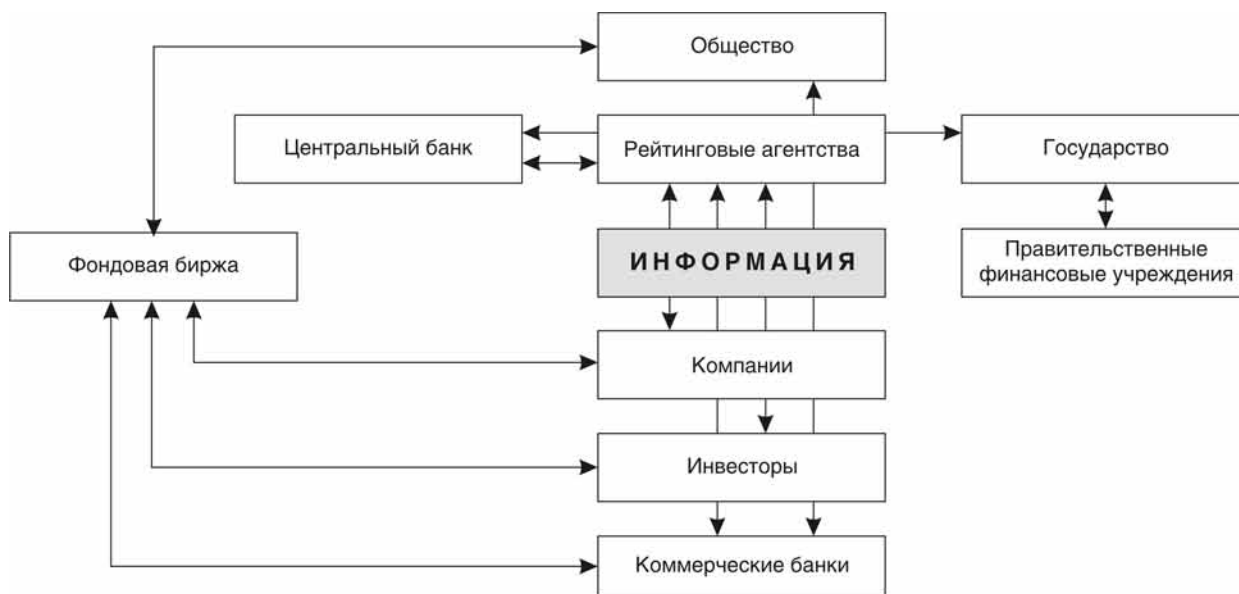 Общество
Центральный банк
Рейтинговые агентства
Государство
Фондовая биржа
ИНФОРМАЦИЯ
Правительственные
финансовые учреждения
Компании
Инвесторы
Коммерческие банки